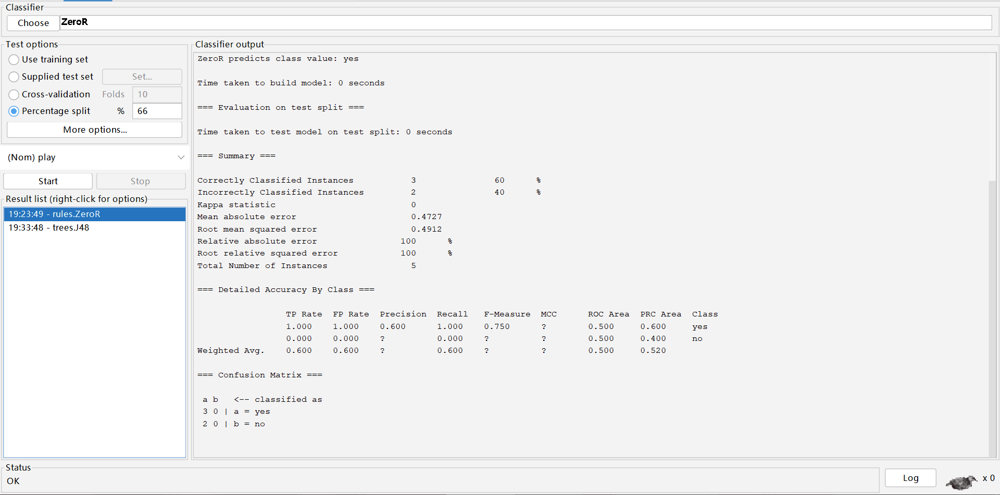 Classifier
Choose ZeroR
Test options
Use training set
Supplied test set Set...
Cross-validation Folds 10
Percentage split % 66
More options...
(Nom) play
Start Stop
Result list (right-click for options)
19:23:49 - rules.ZeroR
19:33:48 - trees.J48
Classifier output
ZeroR predicts class value: yes
Time taken to build model: 0 seconds
=== Evaluation on test split ===
Time taken to test model on test split: 0 seconds
=== Summary ===
Correctly Classified Instances 3 60 %
Incorrectly Classified Instances 2 40 %
Kappa statistic 0
Mean absolute error 0.4727
Root mean squared error 0.4912
Relative absolute error 100 %
Root relative squared error 100 %
Total Number of Instances 5
=== Detailed Accuracy By Class ===
TP Rate FP Rate Precision Recall F-Measure MCC ROC Area PRC Area Class
1.000 1.000 0.600 1.000 0.750 ? 0.500 0.600 yes
0.000 0.000 ? 0.000 ? ? 0.500 0.400 no
Weighted Avg. 0.600 0.600 ? 0.600 ? ? 0.500 0.520
=== Confusion Matrix ===
a b <-- classified as
3 0 | a = yes
2 0 | b = no
Status
OK
Log x 0